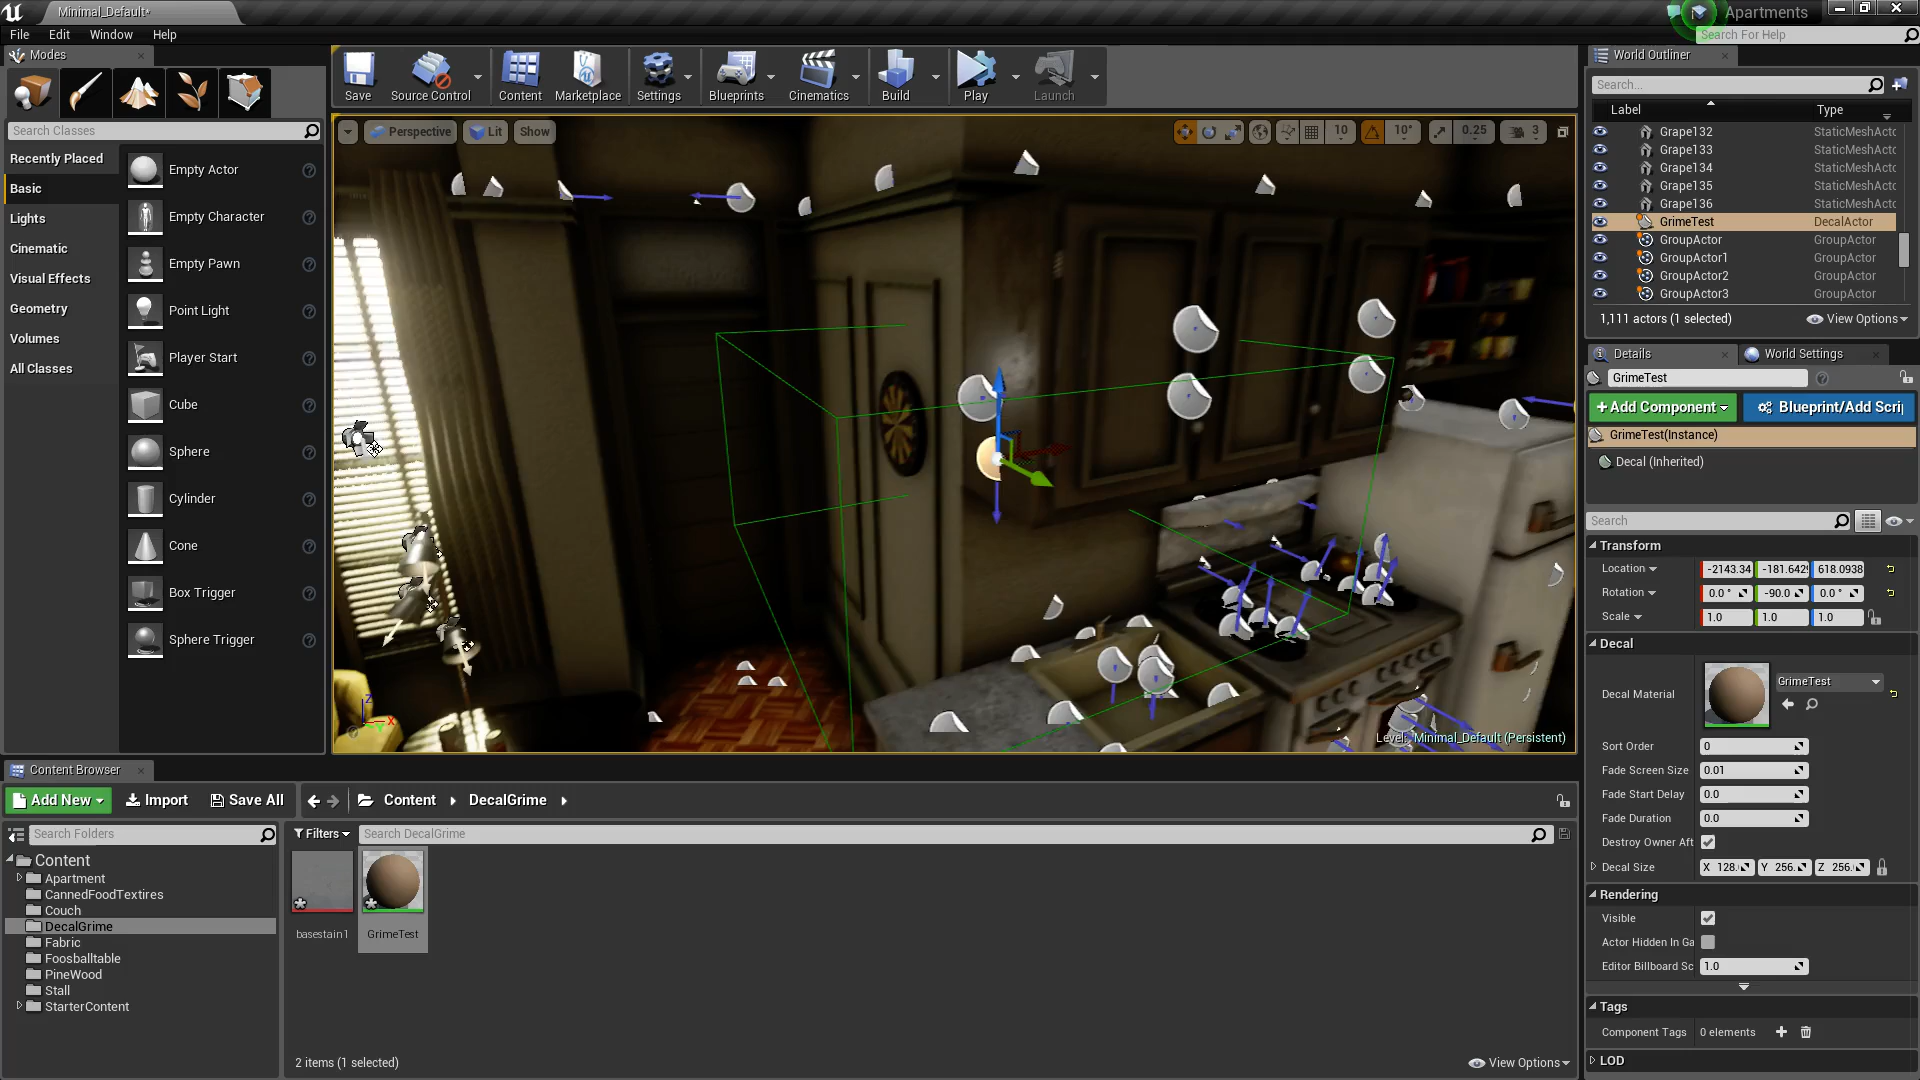 Minimal_Default*
Apartments
File Edit Window Help
Search For Help
Modes
Save
Source Control
Content
Marketplace
Settings
Blueprints
Cinematics
Build
Play
Launch
World Outliner
Search...
Label
Type
Search Classes
Recently Placed
Basic
Lights
Cinematic
Visual Effects
Geometry
Volumes
All Classes
Empty Actor
Empty Character
Empty Pawn
Point Light
Player Start
Cube
Sphere
Cylinder
Cone
Box Trigger
Sphere Trigger
Perspective
Lit
Show
10
10°
0.25
3
Z
X
Level: Minimal_Default (Persistent)
Grape132 StaticMeshActc
Grape133 StaticMeshActc
Grape134 StaticMeshActc
Grape135 StaticMeshActc
Grape136 StaticMeshActc
GrimeTest DecalActor
GroupActor GroupActor
GroupActor1 GroupActor
GroupActor2 GroupActor
GroupActor3 GroupActor
1,111 actors (1 selected)
View Options
Details
World Settings
GrimeTest
+Add Component
Blueprint/Add Scri
GrimeTest(Instance)
Decal (Inherited)
Search
Transform
Location -2143.34 -181.642 618.0938
Rotation 0.0 ° -90.0 0.0 °
Scale 1.0 1.0 1.0
Decal
Decal Material
GrimeTest
Sort Order 0
Fade Screen Size 0.01
Fade Start Delay 0.0
Fade Duration 0.0
Destroy Owner Aft
Decal Size X 128. Y 256. Z 256.
Rendering
Visible
Actor Hidden In Ga
Editor Billboard Sc 1.0
Tags
Component Tags 0 elements
LOD
Content Browser
Add New
Import
Save All
Content
DecalGrime
Search Folders
Filters
Search DecalGrime
Content
Apartment
CannedFoodTextires
Couch
DecalGrime
Fabric
Foosballtable
PineWood
Stall
StarterContent
basestain1
GrimeTest
2 items (1 selected)
View Options